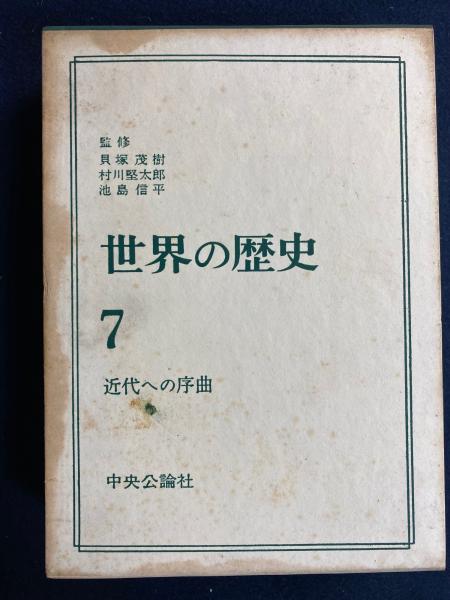 監修
貝塚茂樹
村川堅太郎
池島信平
世界の歴史
7
近代への序曲
中央公論社